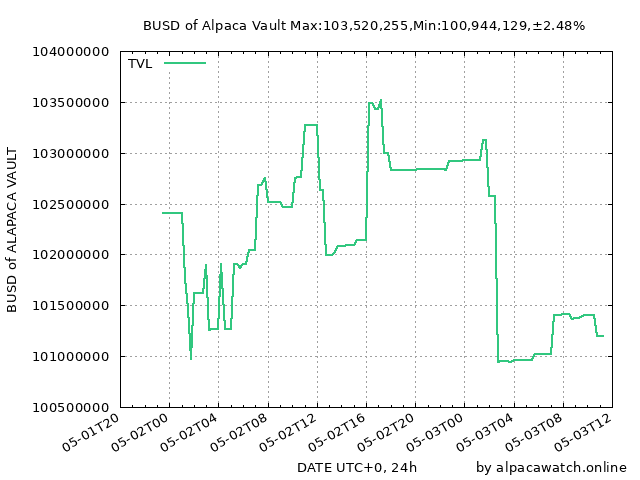 BUSD of Alpaca Vault Max:103,520,255,Min:100,944,129,±2.48%
104000000
TVL
103500000
103000000
102500000
102000000
101500000
101000000
100500000
BUSD of ALAPACA VAULT
05-01T20
05-02T00
05-02T04
05-02T08
05-02T12
05-02T16
05-02T20
05-03T00
05-03T04
05-03T08
05-03T12
DATE UTC+0, 24h
by alpacawatch.online